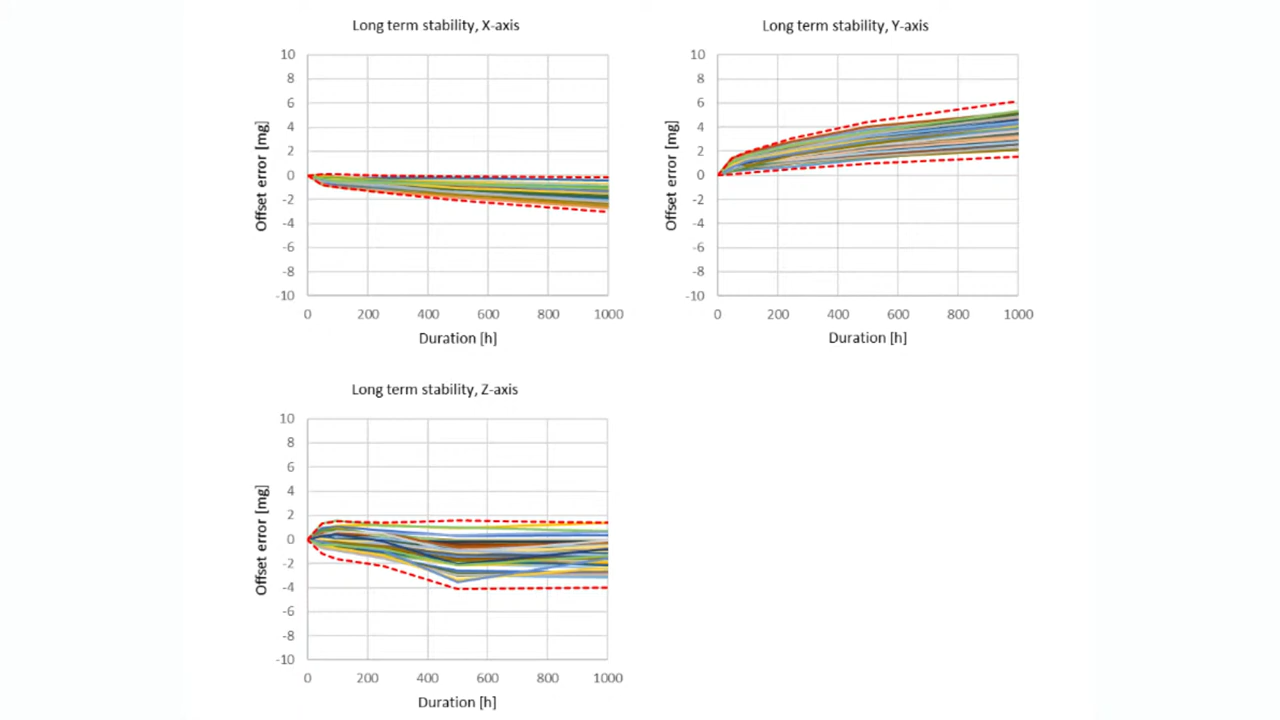 Long term stability, X-axis
10
8
6
4
2
0
-2
-4
-6
-8
-10
Offset error [mg]
0 200 400 600 800 1000
Duration [h]
Long term stability, Y-axis
10
8
6
4
2
0
-2
-4
-6
-8
-10
Offset error [mg]
0 200 400 600 800 1000
Duration [h]
Long term stability, Z-axis
10
8
6
4
2
0
-2
-4
-6
-8
-10
Offset error [mg]
0 200 400 600 800 1000
Duration [h]